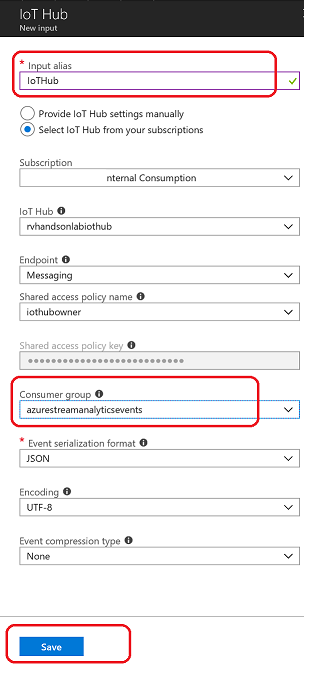 IoT Hub
New input
* Input alias
IoTHub
Provide IoT Hub settings manually
Select IoT Hub from your subscriptions
Subscription
nternal Consumption
IoT Hub
rvhandsonlabiothub
Endpoint
Messaging
Shared access policy name
iothubowner
Shared access policy key
••••••••••••••••••••••••••••
Consumer group
azurestreamanalyticsevents
* Event serialization format
JSON
Encoding
UTF-8
Event compression type
None
Save